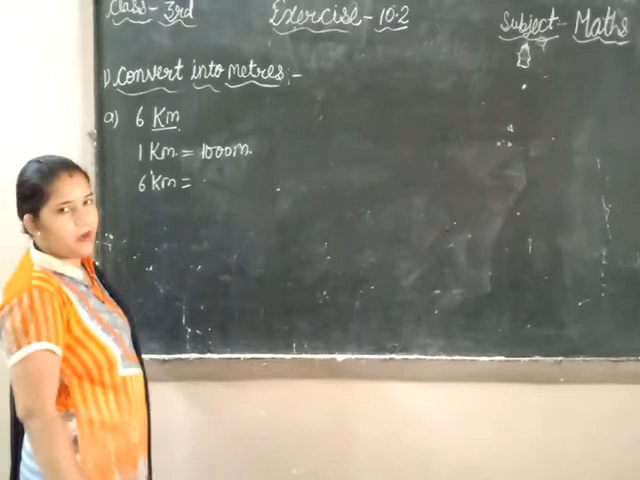 Class - 3rd Exercise - 10.2 Subject - Maths
1) Convert into metres :-
a) 6 Km
1 Km = 1000m.
6 Km =